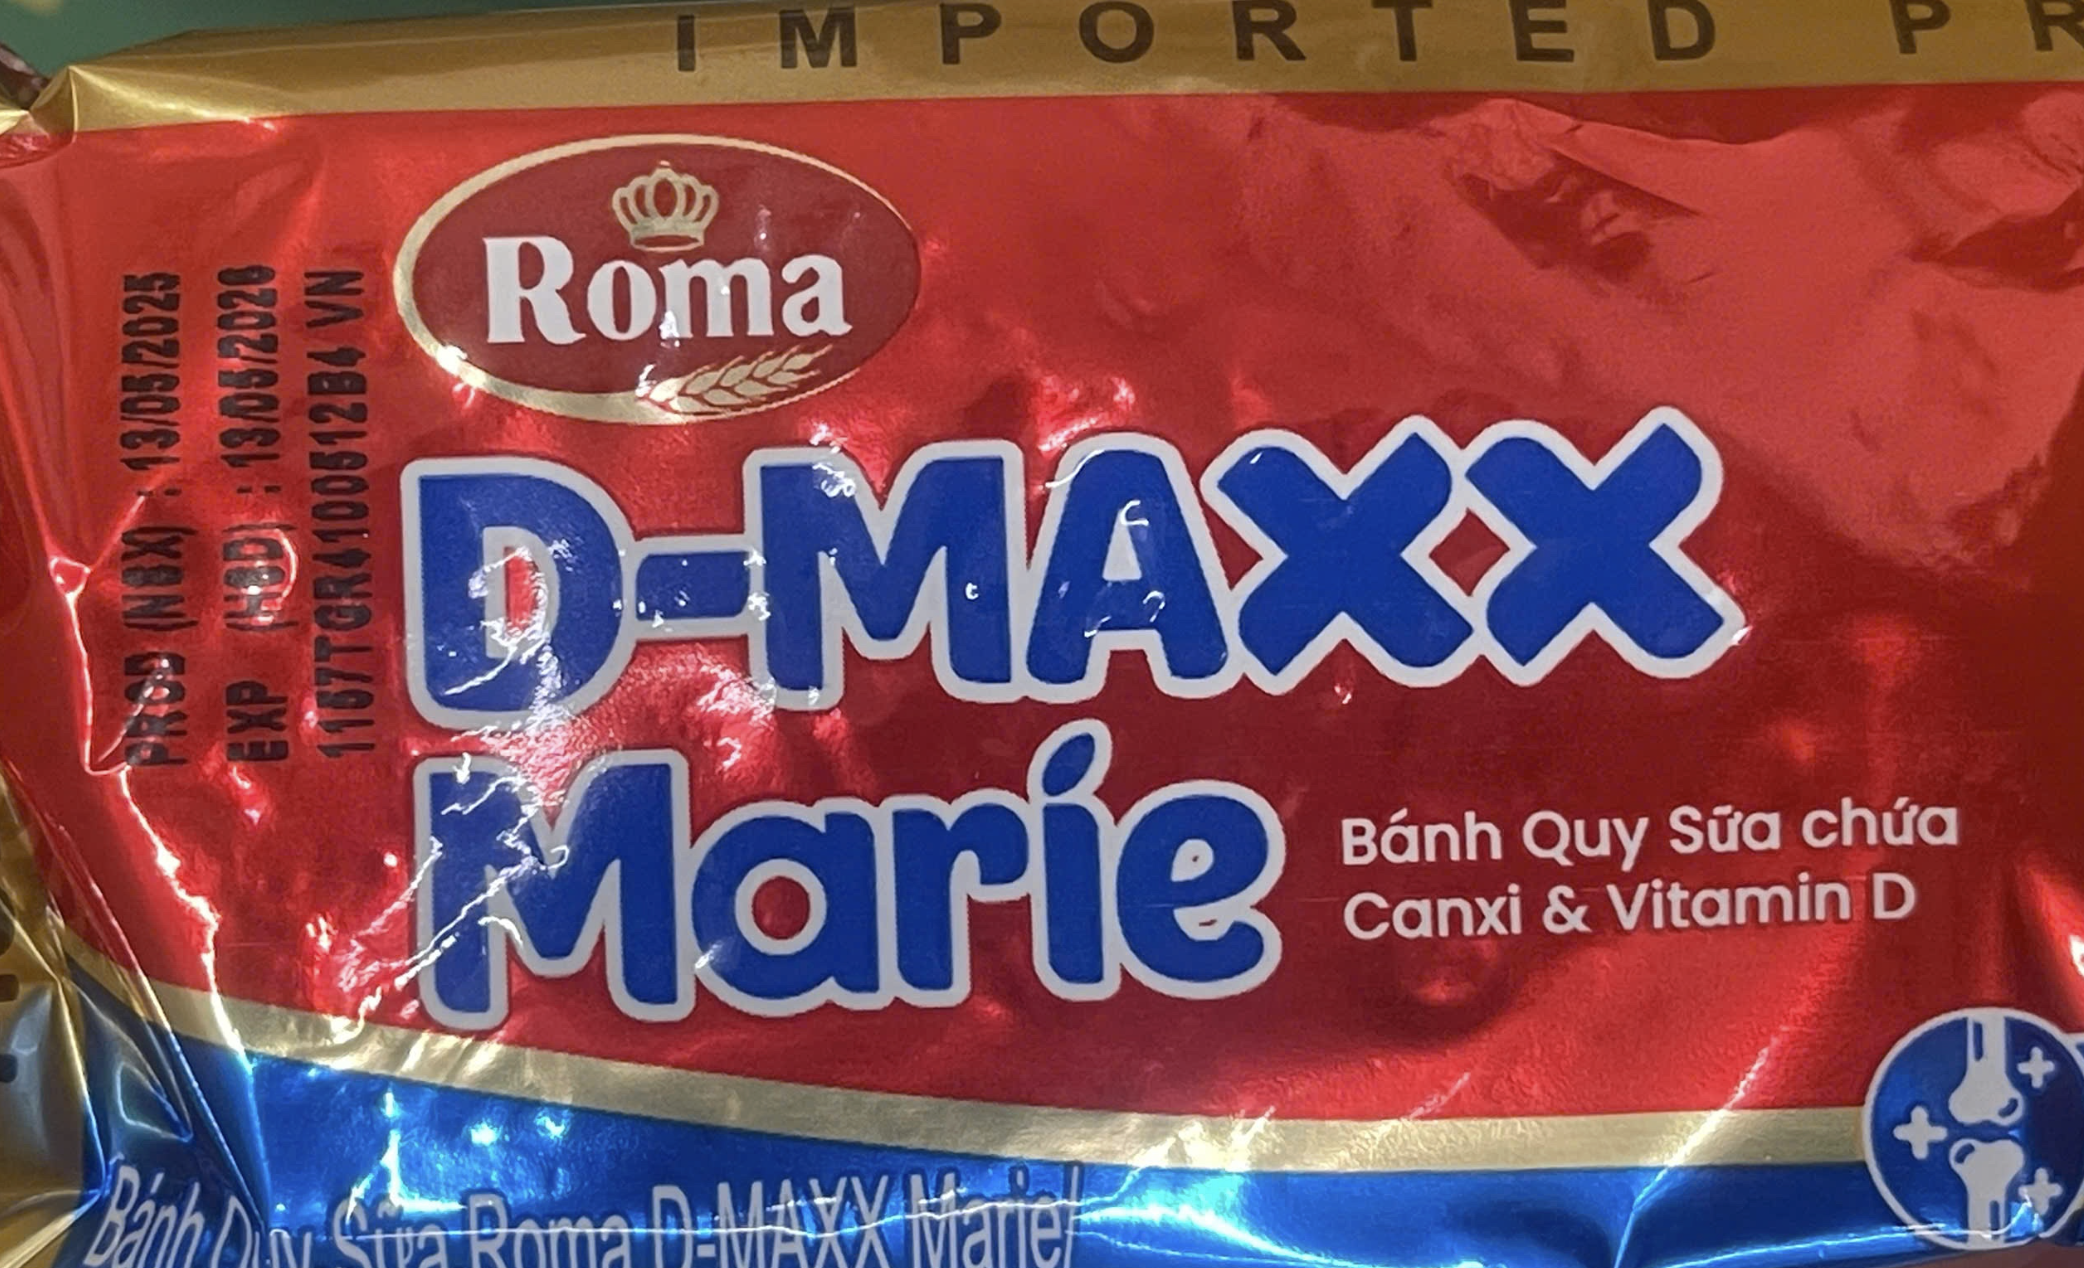 IMPORTED PR
Roma
PROD (NSX) : 13/05/2025
EXP (HSD) : 13/05/2026
1167TGR4100512B4 VN
D-MAXX
Marie
Bánh Quy Sữa chứa
Canxi & Vitamin D
Bánh Quy Sữa Roma D-MAXX Marie/